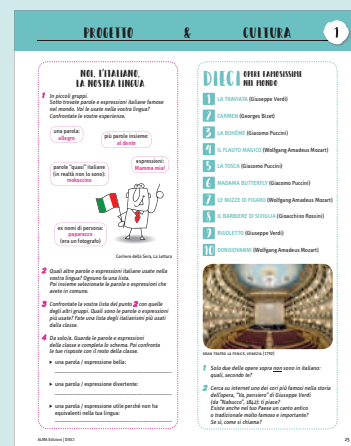 PROGETTO & CULTURA 1
NOI, L'ITALIANO,
LA NOSTRA LINGUA
1 In piccoli gruppi.
Sotto trovate parole e espressioni italiane famose
nel mondo. Voi le usate nella vostra lingua?
Confrontate le vostre esperienze.
una parola:
allegro
più parole insieme:
al dente
parole "quasi" italiane
(in realtà non lo sono):
mokaccino
espressioni:
Mamma mia!
ex nomi di persona:
paparazzo
(era un fotografo)
Corriere della Sera, La Lettura
2 Quali altre parole o espressioni italiane usate nella
vostra lingua? Ognuno fa una lista.
Poi insieme selezionate le parole o espressioni che
avete in comune.
3 Confrontate la vostra lista del punto 2 con quelle
degli altri gruppi. Quali sono le parole o espressioni
più usate? Fate una lista degli italianismi più usati
dalla classe.
4 Da solo/a. Guarda le parole e espressioni
della classe e completa lo schema. Poi confronta
le tue risposte con il resto della classe.
una parola / espressione bella:
una parola / espressione divertente:
una parola / espressione utile perché non ha
equivalenti nella tua lingua:
ALMA Edizioni | DIECI
DIECI OPERE FAMOSISSIME
NEL MONDO
1 LA TRAVIATA (Giuseppe Verdi)
2 CARMEN (Georges Bizet)
3 LA BOHÈME (Giacomo Puccini)
4 IL FLAUTO MAGICO (Wolfgang Amadeus Mozart)
5 LA TOSCA (Giacomo Puccini)
6 MADAMA BUTTERFLY (Giacomo Puccini)
7 LE NOZZE DI FIGARO (Wolfgang Amadeus Mozart)
8 IL BARBIERE DI SIVIGLIA (Gioachino Rossini)
9 RIGOLETTO (Giuseppe Verdi)
10 DON GIOVANNI (Wolfgang Amadeus Mozart)
GRAN TEATRO LA FENICE, VENEZIA (1792)
1 Solo due delle opere sopra non sono in italiano:
quali, secondo te?
2 Cerca su internet uno dei cori più famosi nella storia
dell'opera, "Va, pensiero" di Giuseppe Verdi
(da "Nabucco", 1842): ti piace?
Esiste anche nel tuo Paese un canto antico
o tradizionale molto famoso e importante?
Se sì, come si chiama?